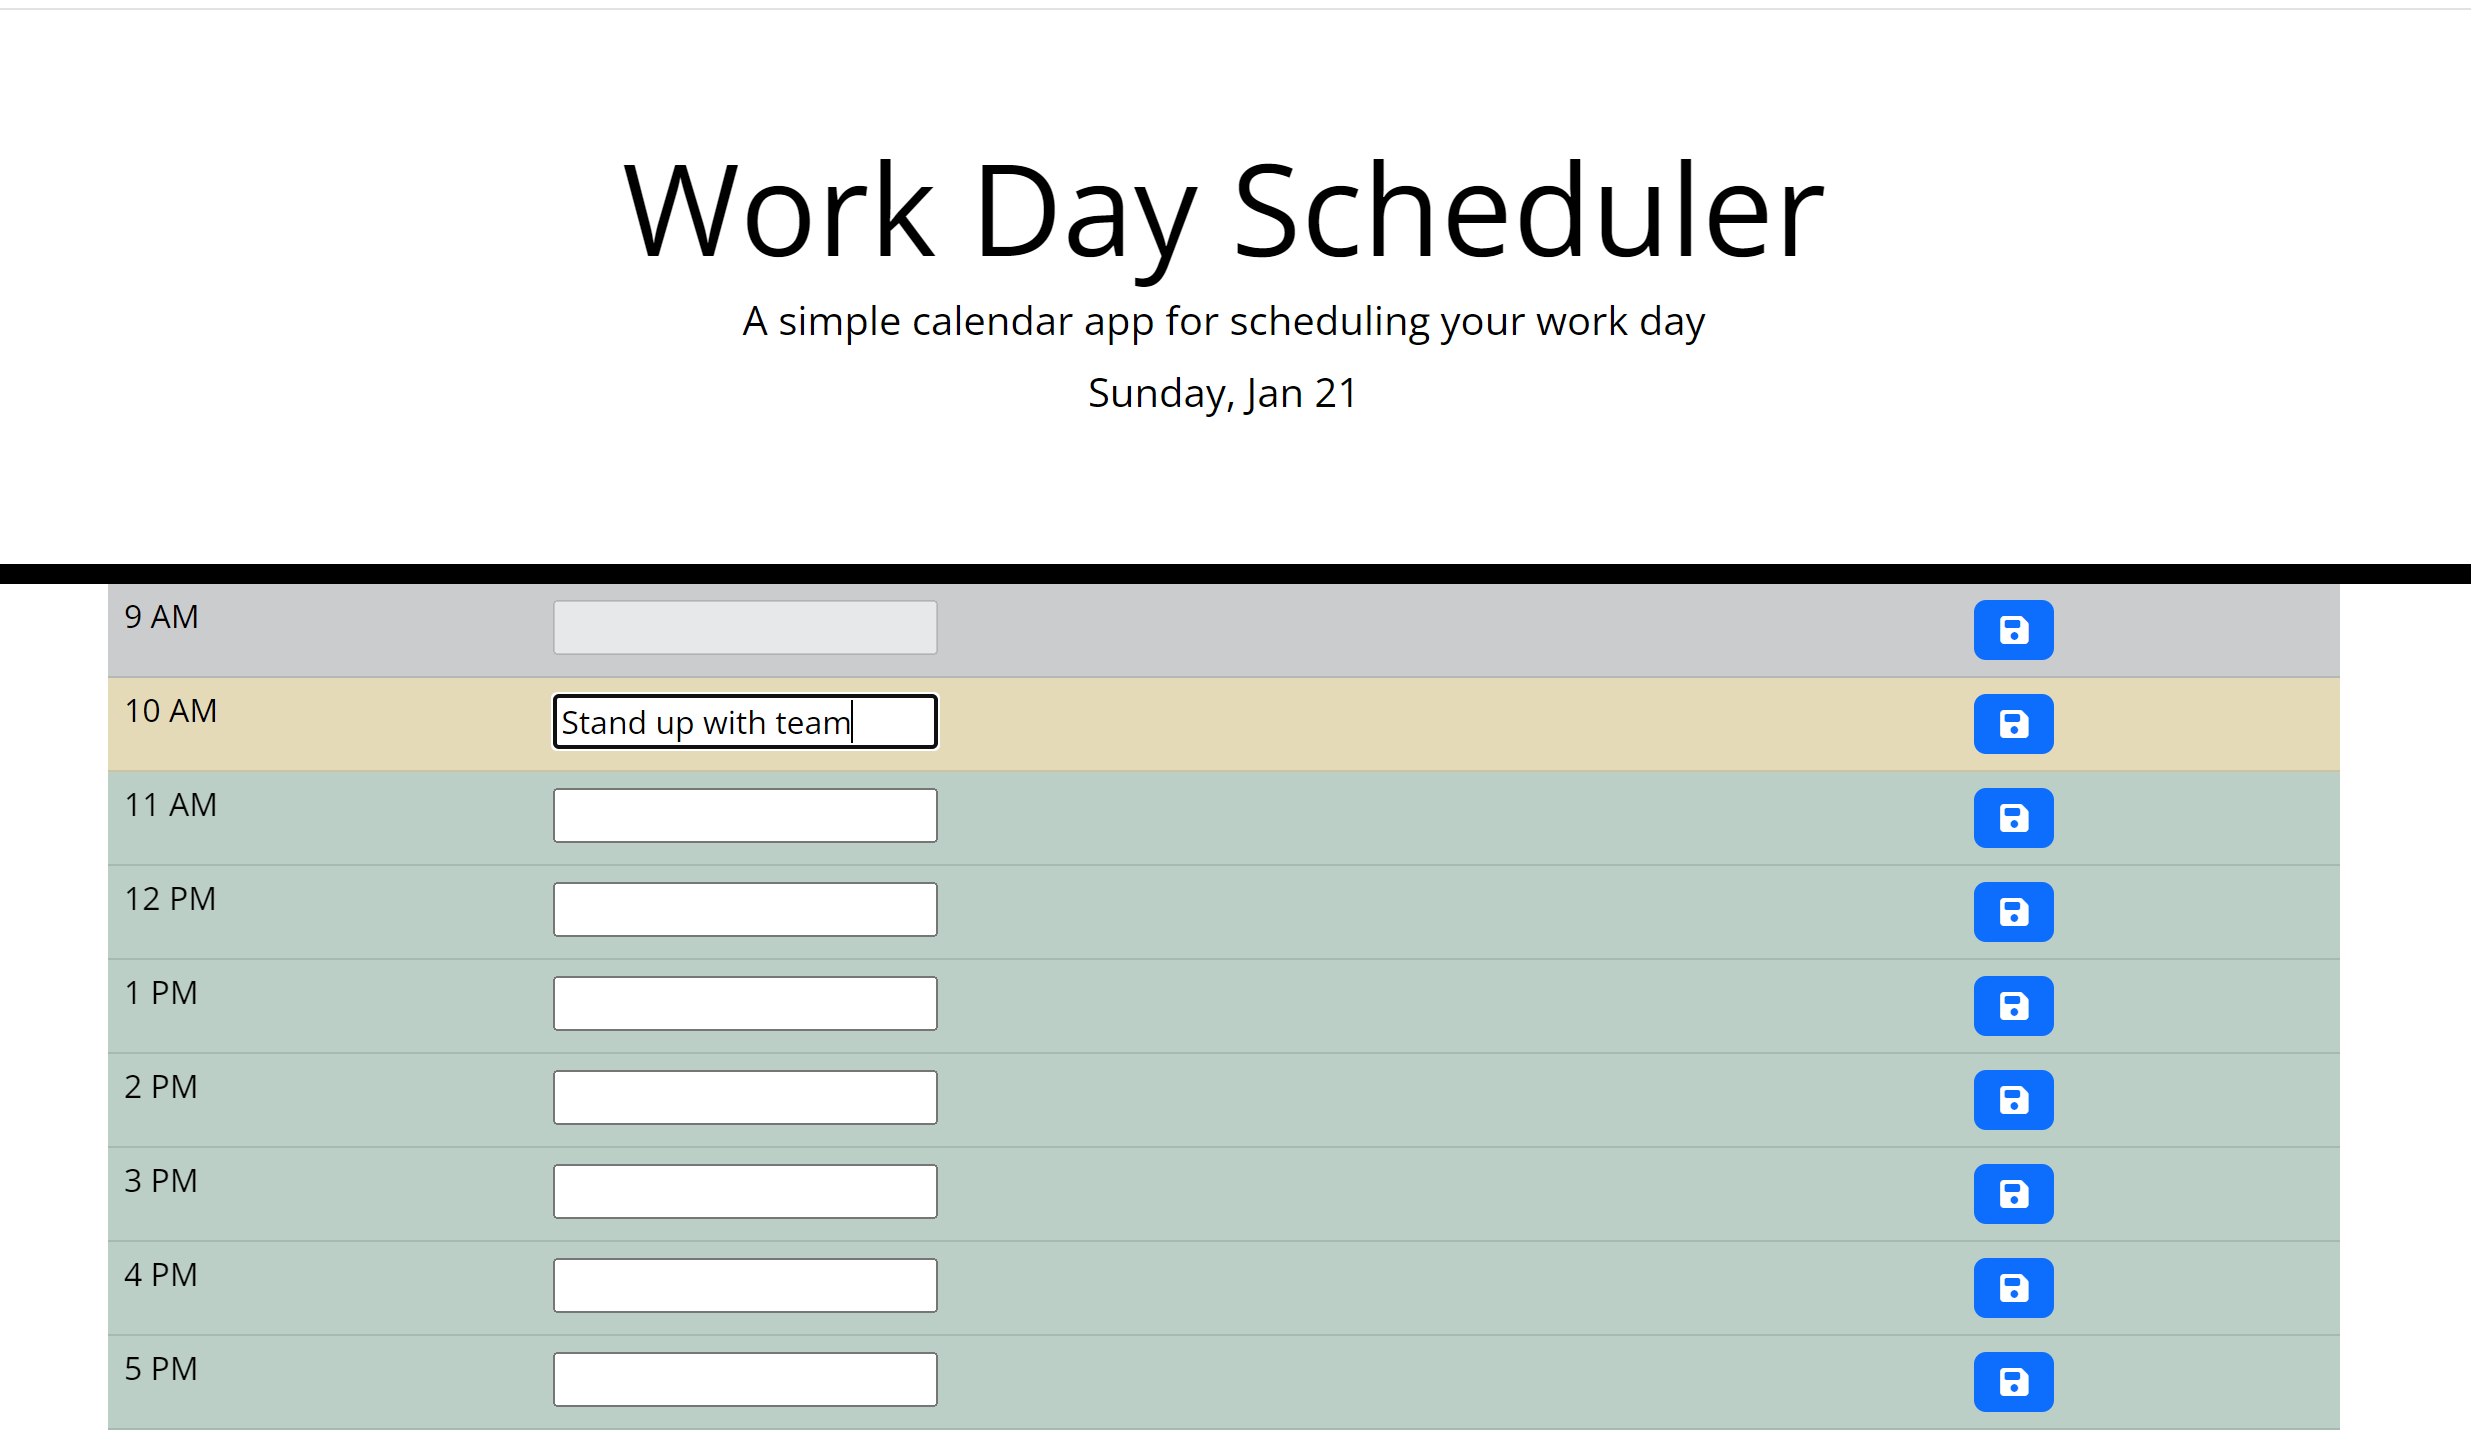 Work Day Scheduler
A simple calendar app for scheduling your work day
Sunday, Jan 21
9 AM
10 AM Stand up with team
11 AM
12 PM
1 PM
2 PM
3 PM
4 PM
5 PM